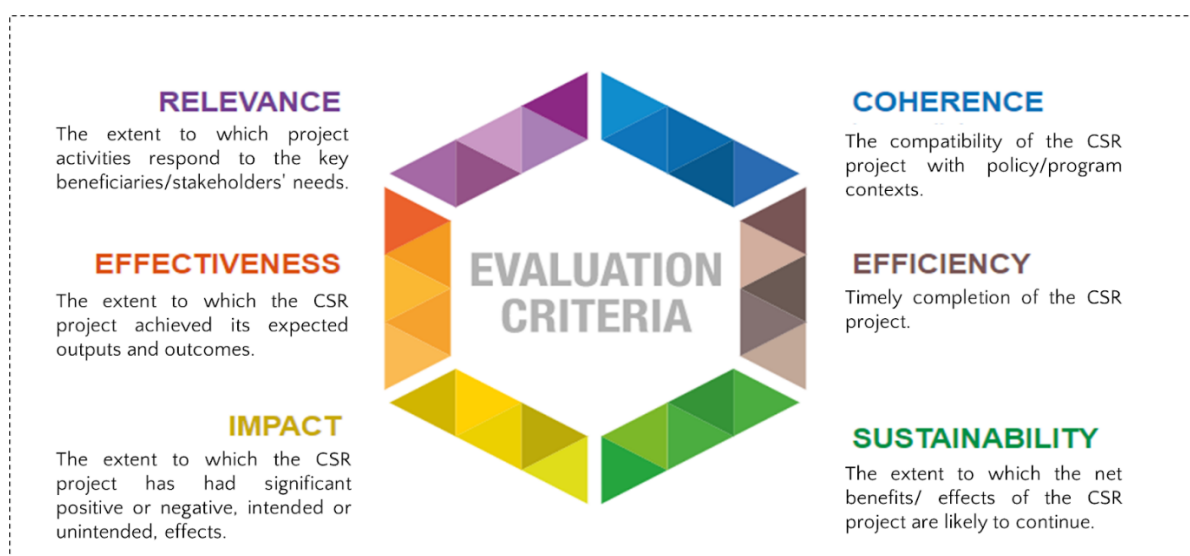 RELEVANCE
The extent to which project
activities respond to the key
beneficiaries/stakeholders' needs.
COHERENCE
The compatibility of the CSR
project with policy/program
contexts.
EFFECTIVENESS
The extent to which the CSR
project achieved its expected
outputs and outcomes.
EVALUATION
CRITERIA
EFFICIENCY
Timely completion of the CSR
project.
IMPACT
The extent to which the CSR
project has had significant
positive or negative, intended or
unintended, effects.
SUSTAINABILITY
The extent to which the net
benefits/ effects of the CSR
project are likely to continue.